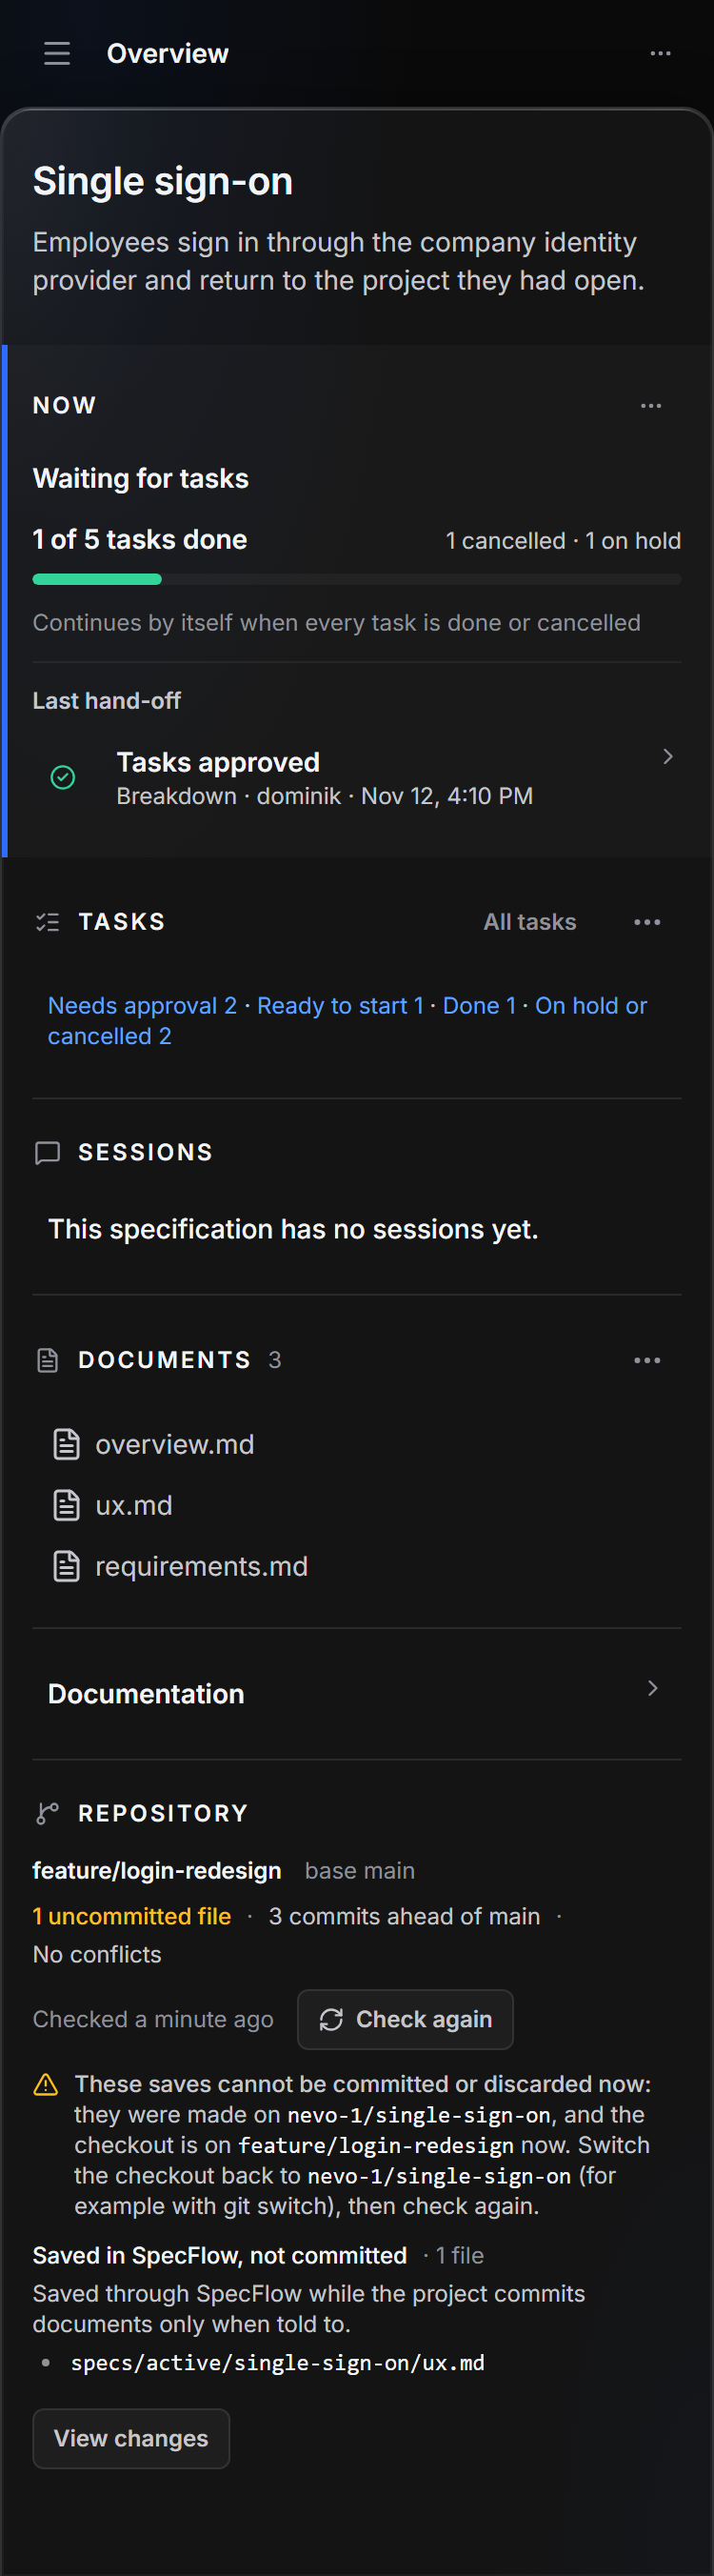 Overview
Single sign-on
Employees sign in through the company identity
provider and return to the project they had open.
NOW
Waiting for tasks
1 of 5 tasks done
1 cancelled · 1 on hold
Continues by itself when every task is done or cancelled
Last hand-off
Tasks approved
Breakdown · dominik · Nov 12, 4:10 PM
TASKS
All tasks
Needs approval 2 · Ready to start 1 · Done 1 · On hold or
cancelled 2
SESSIONS
This specification has no sessions yet.
DOCUMENTS 3
overview.md
ux.md
requirements.md
Documentation
REPOSITORY
feature/login-redesign base main
1 uncommitted file · 3 commits ahead of main ·
No conflicts
Checked a minute ago
Check again
These saves cannot be committed or discarded now:
they were made on nevo-1/single-sign-on, and the
checkout is on feature/login-redesign now. Switch
the checkout back to nevo-1/single-sign-on (for
example with git switch), then check again.
Saved in SpecFlow, not committed · 1 file
Saved through SpecFlow while the project commits
documents only when told to.
• specs/active/single-sign-on/ux.md
View changes